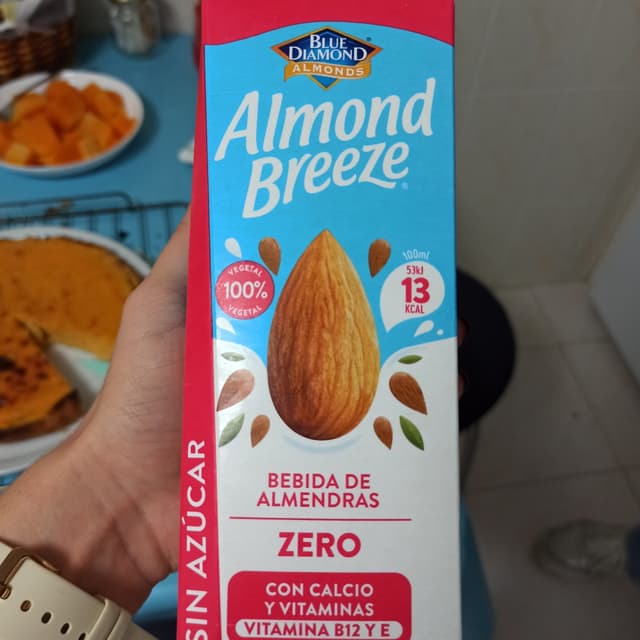 BLUE
DIAMOND
ALMONDS
Almond
Breeze®
VEGETAL
100%
VEGETAL
100ml
53kJ
13
KCAL
BEBIDA DE
ALMENDRAS
ZERO
CON CALCIO
Y VITAMINAS
VITAMINA B12 Y E
SIN AZÚCAR